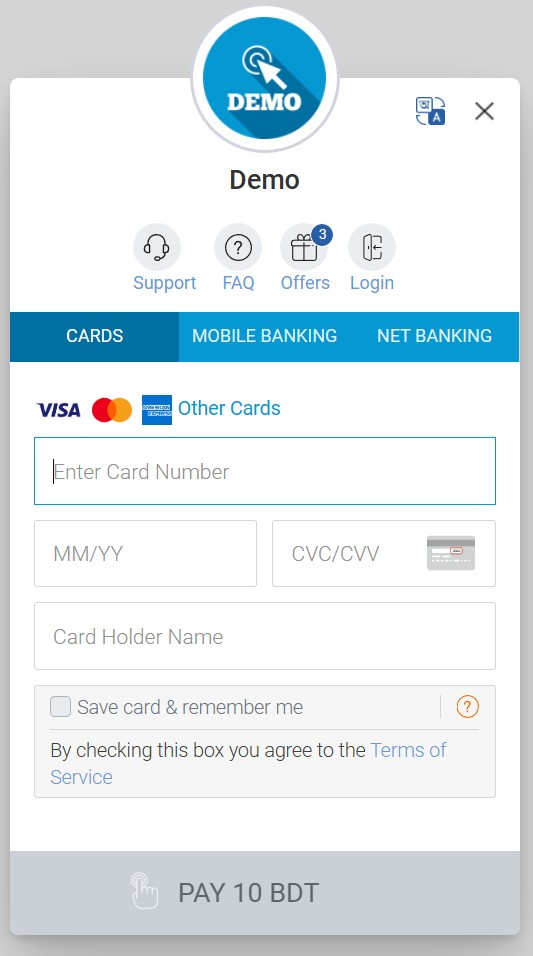 DEMO
অ
A
Demo
3
Support FAQ Offers Login
CARDS MOBILE BANKING NET BANKING
VISA AMERICAN EXPRESS Other Cards
Enter Card Number
MM/YY CVC/CVV
Card Holder Name
Save card & remember me
By checking this box you agree to the Terms of
Service
PAY 10 BDT